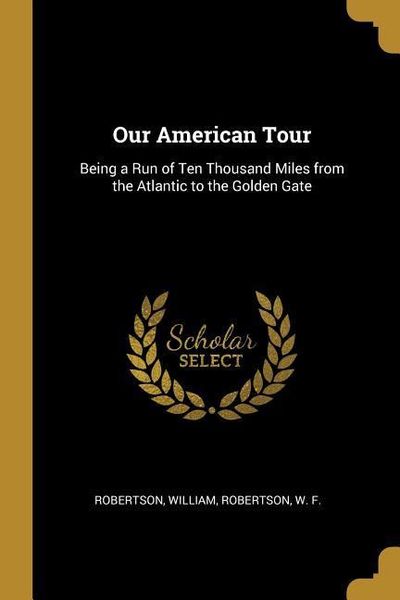 Our American Tour
Being a Run of Ten Thousand Miles from
the Atlantic to the Golden Gate
Scholar
SELECT
ROBERTSON, WILLIAM, ROBERTSON, W. F.